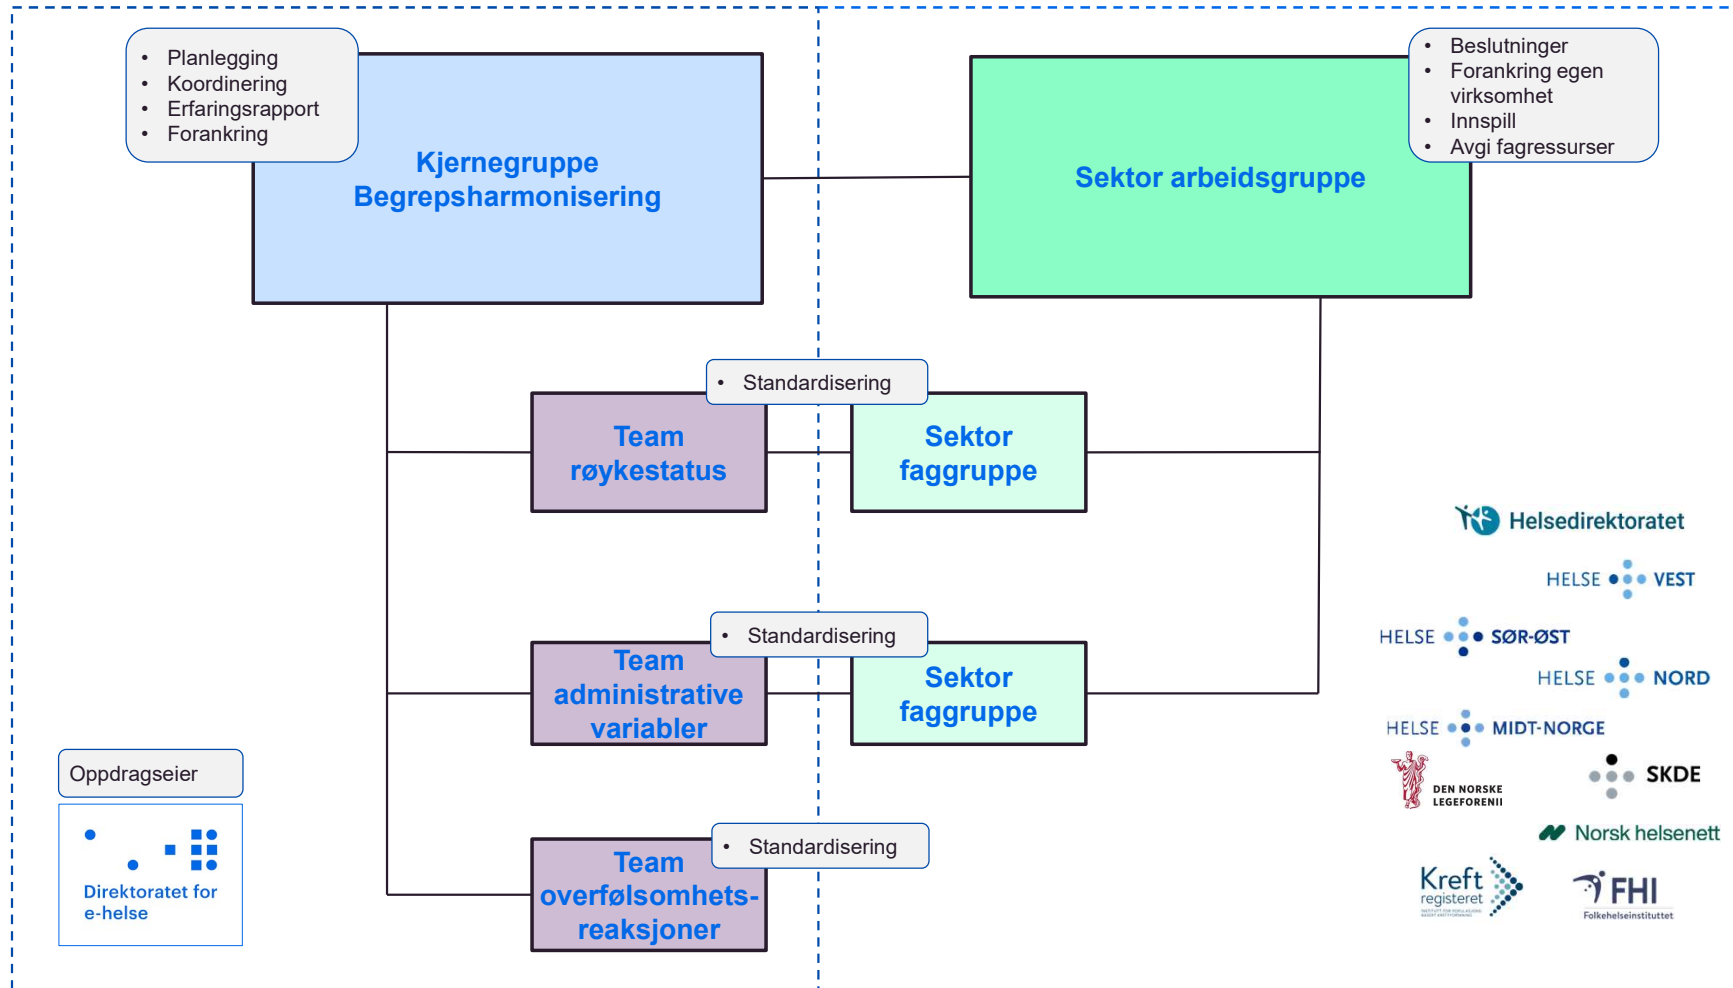 • Planlegging
• Koordinering
• Erfaringsrapport
• Forankring
Kjernegruppe
Begrepsharmonisering
• Beslutninger
• Forankring egen
virksomhet
• Innspill
• Avgi fagressurser
Sektor arbeidsgruppe
• Standardisering
Team
røykestatus
Sektor
faggruppe
• Standardisering
Team
administrative
variabler
Sektor
faggruppe
• Standardisering
Team
overfølsomhets-
reaksjoner
Oppdragseier
Direktoratet for
e-helse
Helsedirektoratet
HELSE VEST
HELSE SØR-ØST
HELSE NORD
HELSE MIDT-NORGE
DEN NORSKE
LEGEFORENII
SKDE
Norsk helsenett
Kreft
registeret
FHI
Folkehelseinstituttet